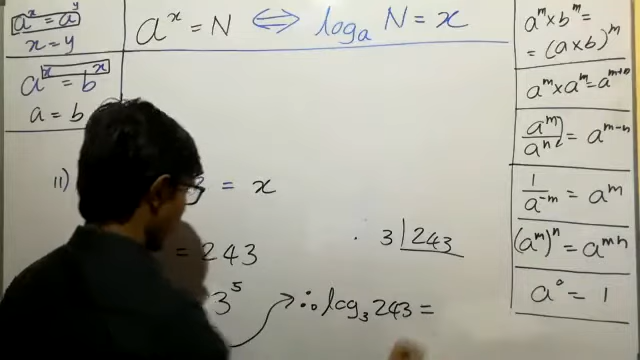 a^x = a^y
x = y
a^x = N ⇔ log_a N = x
a^x = b^x
a = b
a^m × b^m =
= (a × b)^m
a^m × a^m = a^{m+n}
a^m / a^n = a^{m-n}
1 / a^{-m} = a^m
(a^m)^n = a^{mn}
a^0 = 1
11)
= x
= 243
3^5
3 | 243
∴ log_3 243 =